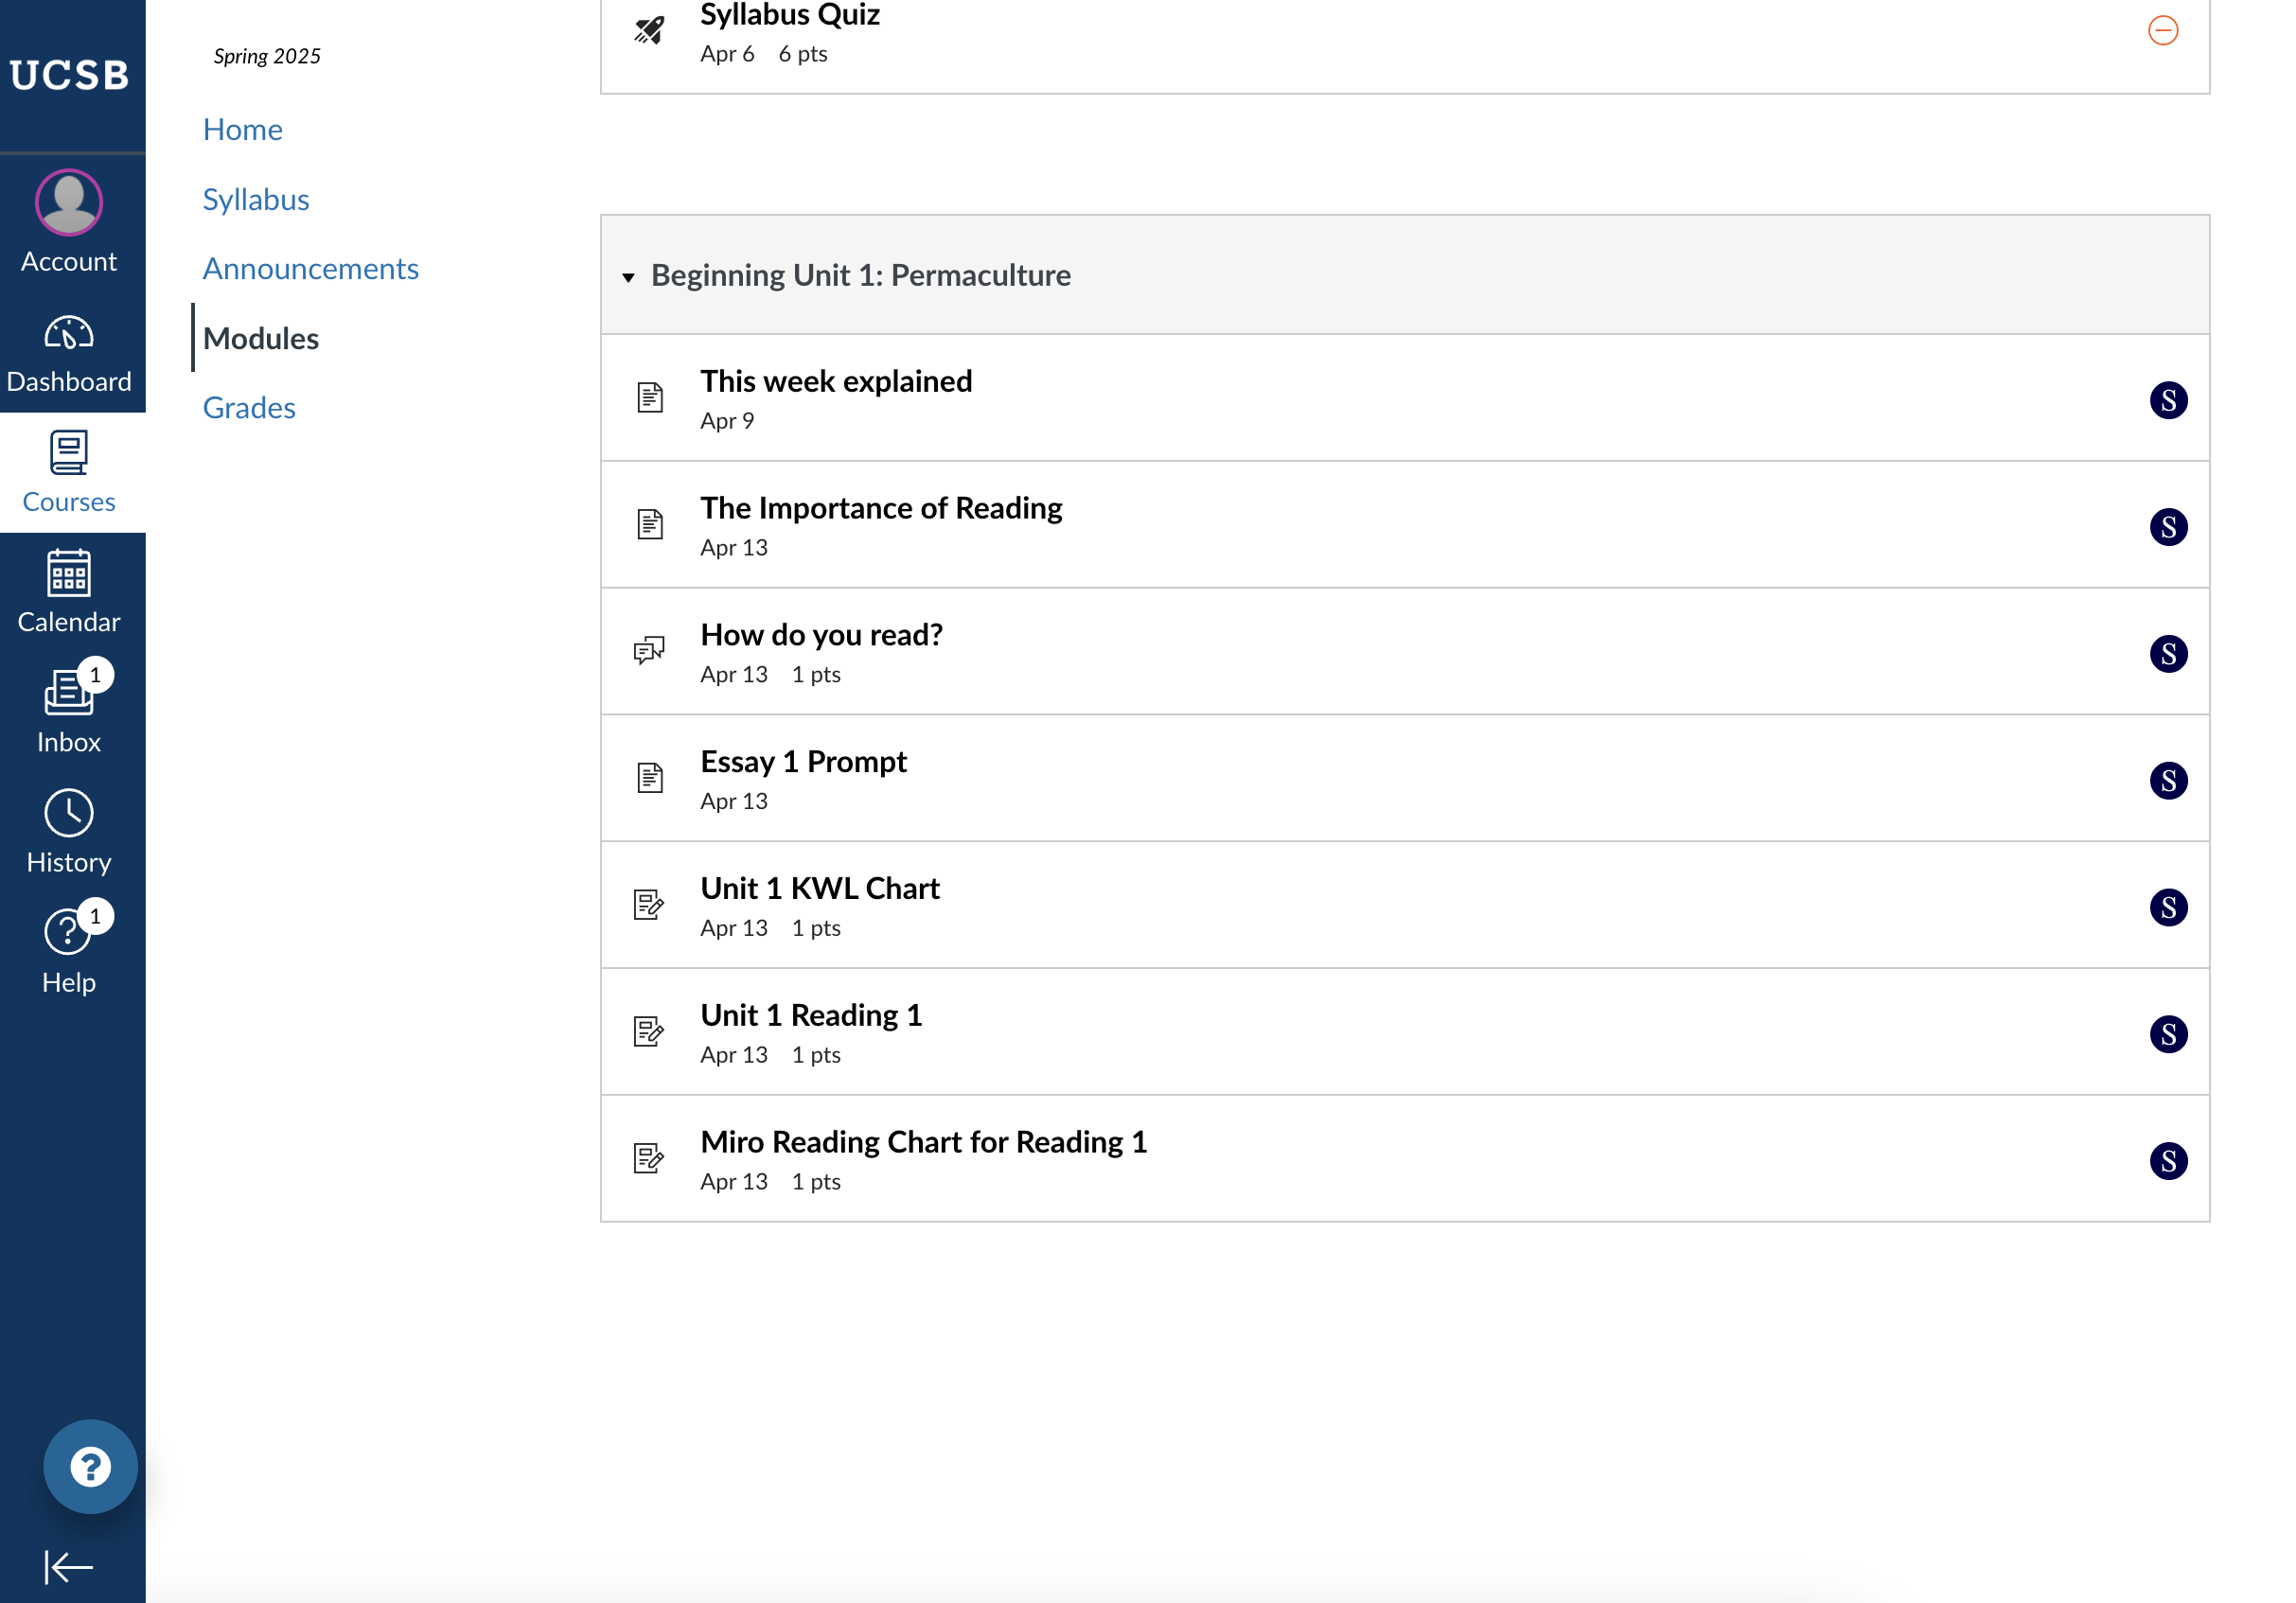 UCSB
Account
Dashboard
Courses
Calendar
1
Inbox
History
1
Help
Spring 2025
Home
Syllabus
Announcements
Modules
Grades
Syllabus Quiz
Apr 6 6 pts
Beginning Unit 1: Permaculture
This week explained
Apr 9
S
The Importance of Reading
Apr 13
S
How do you read?
Apr 13 1 pts
S
Essay 1 Prompt
Apr 13
S
Unit 1 KWL Chart
Apr 13 1 pts
S
Unit 1 Reading 1
Apr 13 1 pts
S
Miro Reading Chart for Reading 1
Apr 13 1 pts
S